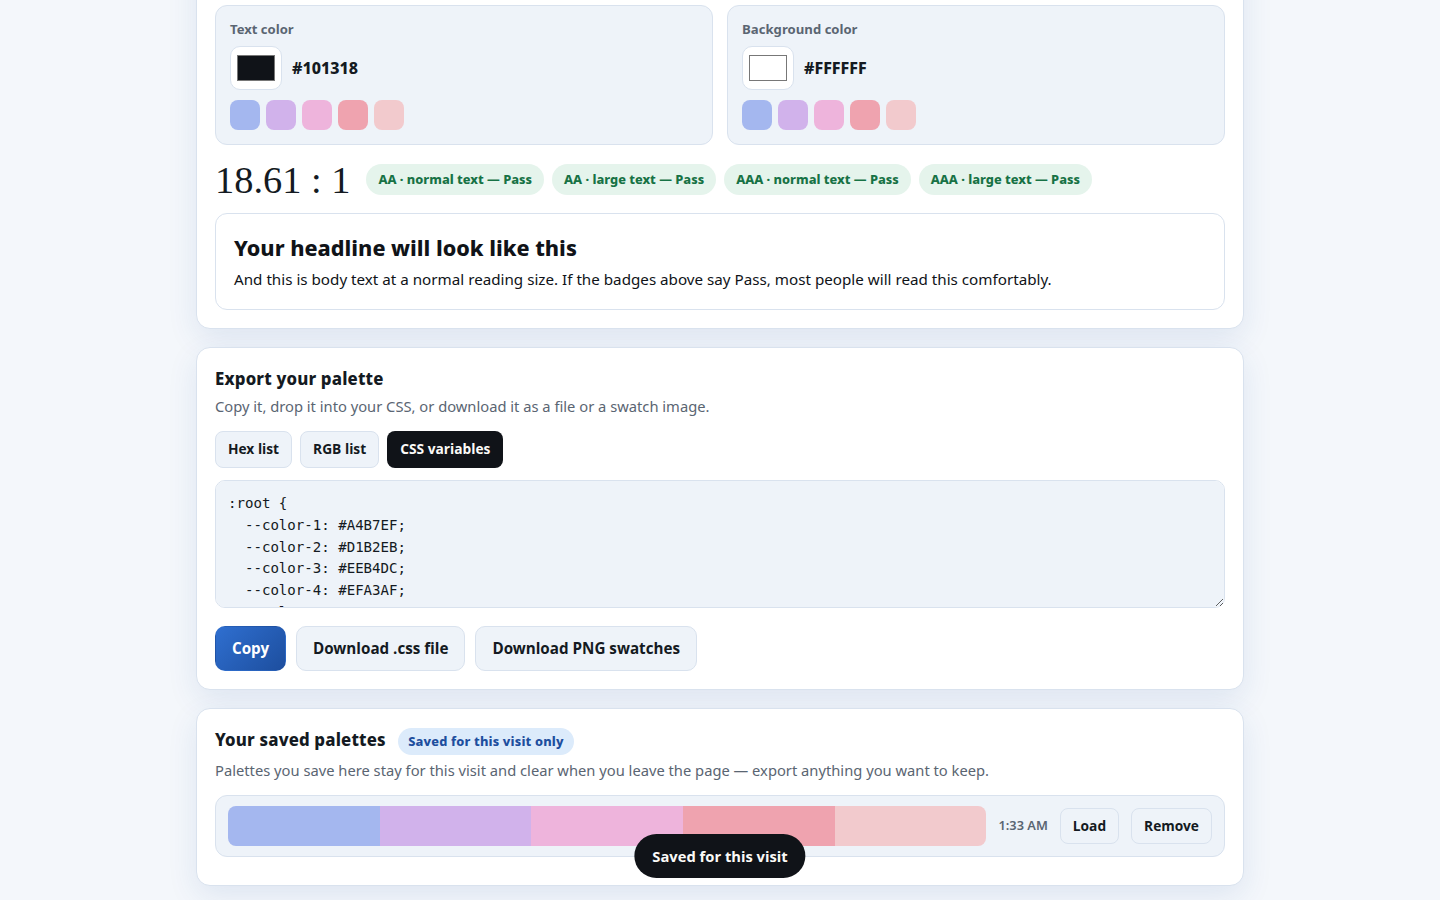 Text color
#101318
Background color
#FFFFFF
18.61 : 1
AA · normal text — Pass
AA · large text — Pass
AAA · normal text — Pass
AAA · large text — Pass
Your headline will look like this
And this is body text at a normal reading size. If the badges above say Pass, most people will read this comfortably.
Export your palette
Copy it, drop it into your CSS, or download it as a file or a swatch image.
Hex list
RGB list
CSS variables
:root {
--color-1: #A4B7EF;
--color-2: #D1B2EB;
--color-3: #EEB4DC;
--color-4: #EFA3AF;
Copy
Download .css file
Download PNG swatches
Your saved palettes
Saved for this visit only
Palettes you save here stay for this visit and clear when you leave the page — export anything you want to keep.
1:33 AM
Load
Remove
Saved for this visit